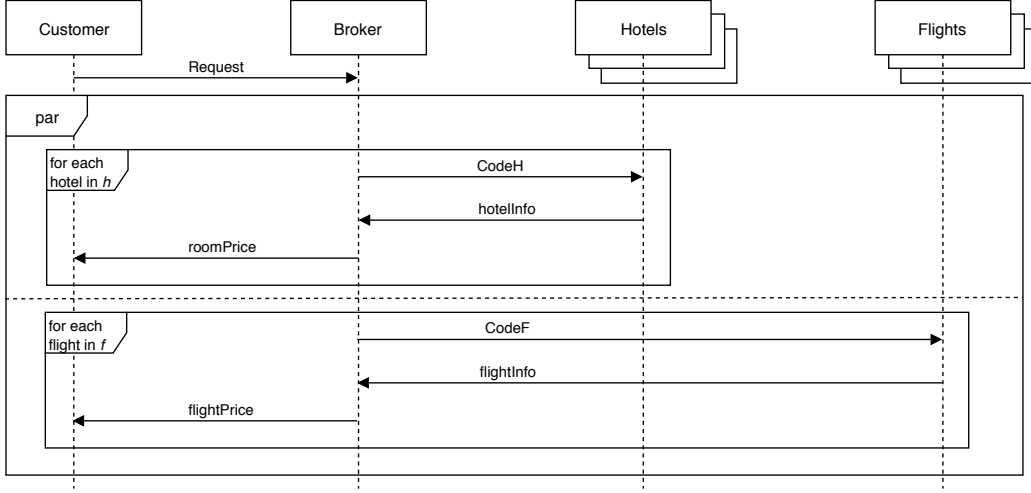 Customer
Broker
Hotels
Flights
Request
par
for each
hotel in h
CodeH
hotelInfo
roomPrice
for each
flight in f
CodeF
flightInfo
flightPrice